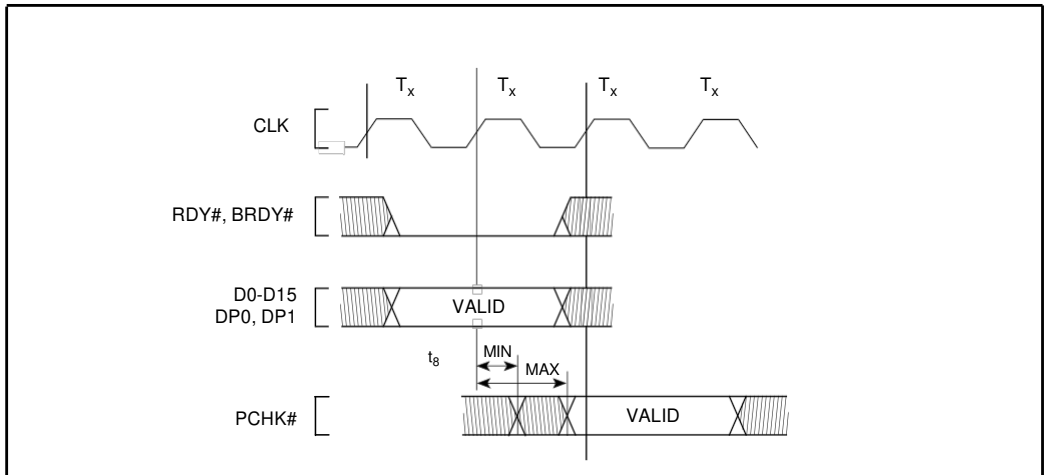 Tx Tx Tx Tx
CLK
RDY#, BRDY#
D0-D15
DP0, DP1
VALID
t8
MIN
MAX
PCHK#
VALID